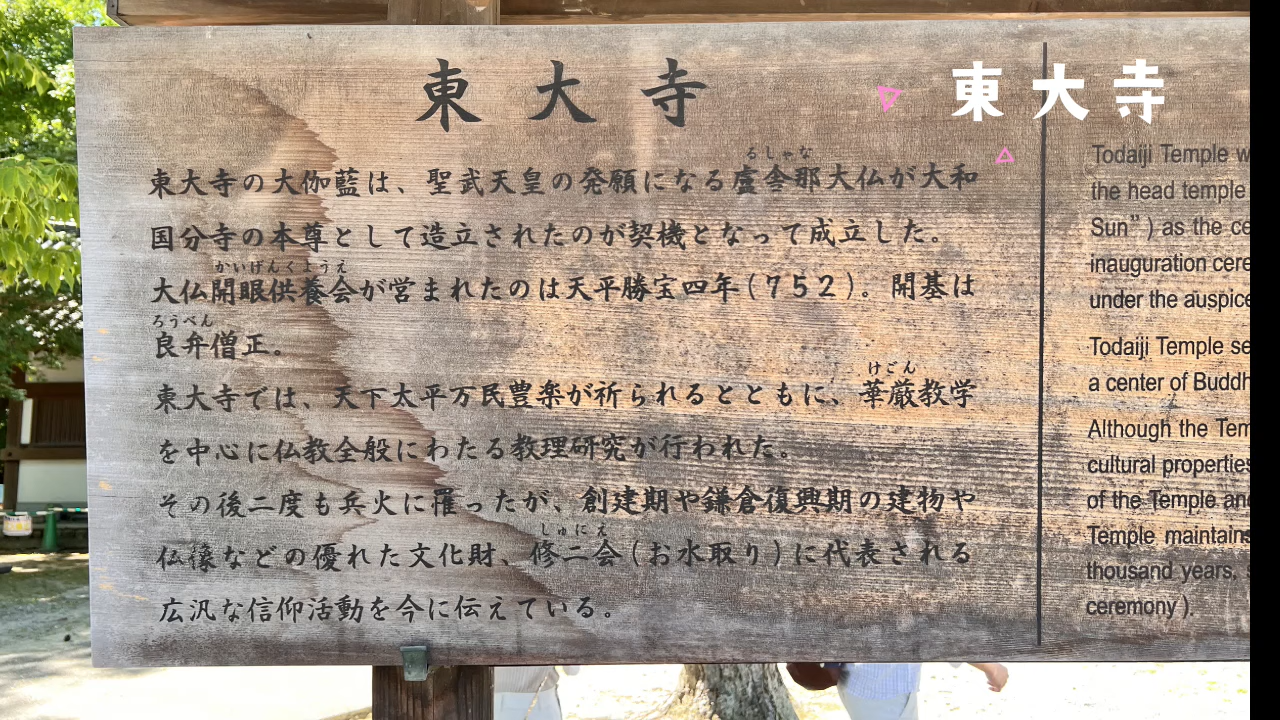 東大寺
東大寺
るしゃな
東大寺の大伽藍は、聖武天皇の発願になる盧舎那大仏が大和
国分寺の本尊として造立されたのが契機となって成立した。
かいげんくようえ
大仏開眼供養会が営まれたのは天平勝宝四年(752)。開基は
ろうべん
良弁僧正。
東大寺では、天下太平万民豊楽が祈られるとともに、華厳教学
けごん
を中心に仏教全般にわたる教理研究が行われた。
その後二度も兵火に罹ったが、創建期や鎌倉復興期の建物や
しゅにえ
仏像などの優れた文化財、修二会(お水取り)に代表される
広汎な信仰活動を今に伝えている。
Todaiji Temple w
the head temple
Sun") as the ce
inauguration cere
under the auspice
Todaiji Temple se
a center of Buddh
Although the Tem
cultural properties
of the Temple and
Temple maintains
thousand years, s
ceremony).